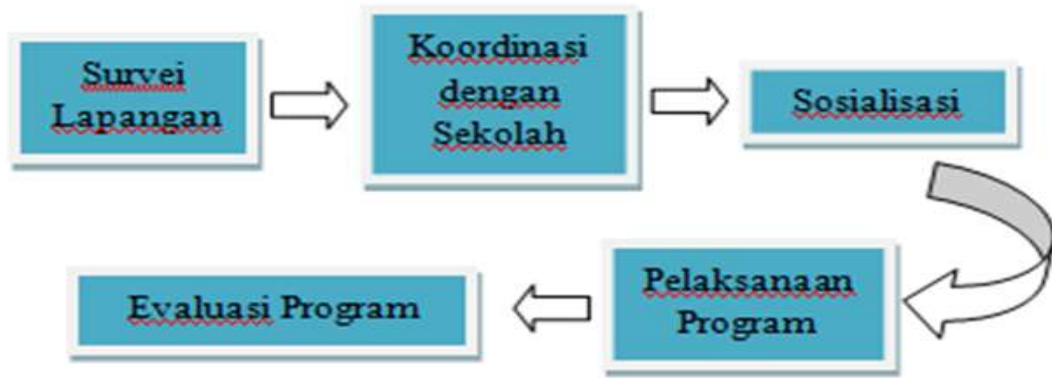 Survei
Lapangan
Koordinasi
dengan
Sekolah
Sosialisasi
Pelaksanaan
Program
Evaluasi Program